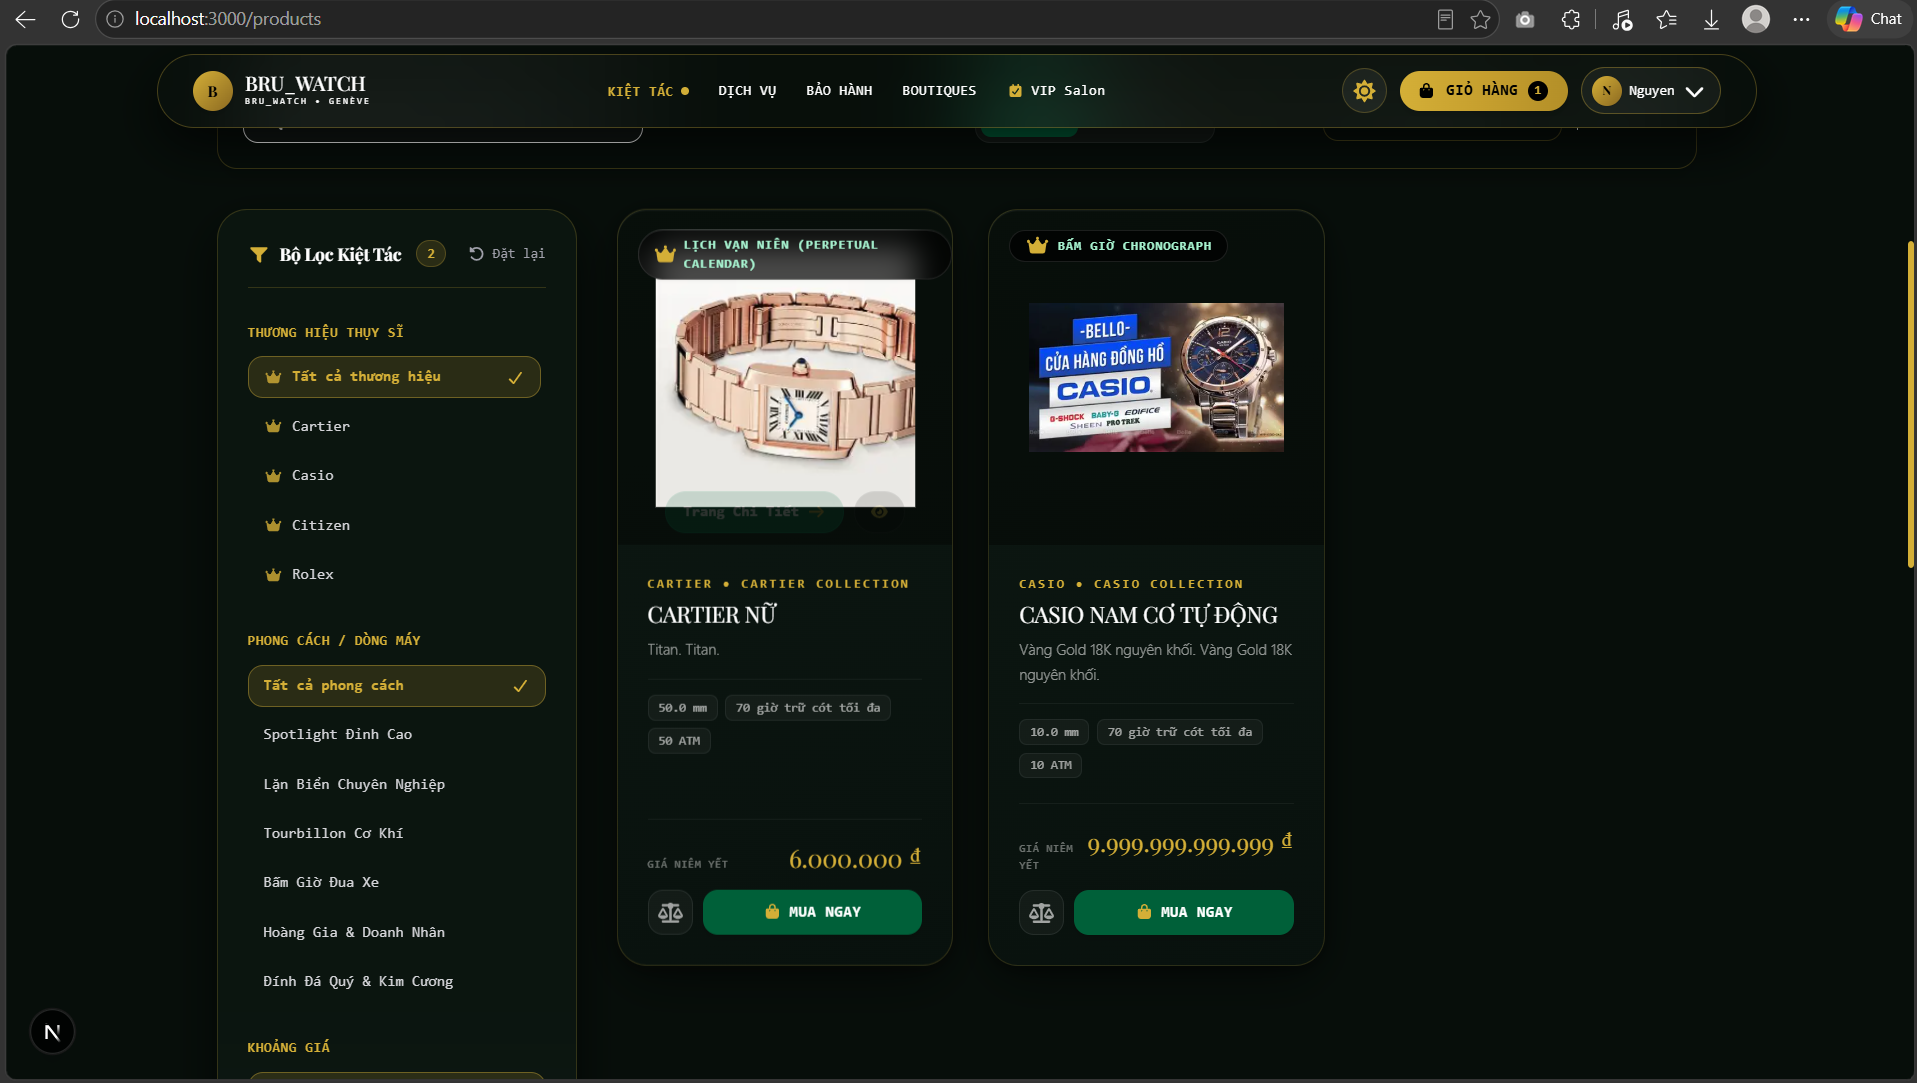 localhost:3000/products
Chat
B
BRU_WATCH
BRU_WATCH • GENÈVE
KIỆT TÁC
DỊCH VỤ
BẢO HÀNH
BOUTIQUES
VIP Salon
GIỎ HÀNG 1
N Nguyen
Bộ Lọc Kiệt Tác 2 Đặt lại
THƯƠNG HIỆU THỤY SĨ
Tất cả thương hiệu
Cartier
Casio
Citizen
Rolex
PHONG CÁCH / DÒNG MÁY
Tất cả phong cách
Spotlight Đỉnh Cao
Lặn Biển Chuyên Nghiệp
Tourbillon Cơ Khí
Bấm Giờ Đua Xe
Hoàng Gia & Doanh Nhân
Đính Đá Quý & Kim Cương
KHOẢNG GIÁ
LỊCH VẠN NIÊN (PERPETUAL
CALENDAR)
Trang Chi Tiết →
CARTIER • CARTIER COLLECTION
CARTIER NỮ
Titan. Titan.
50.0 mm
70 giờ trữ cót tối đa
50 ATM
GIÁ NIÊM YẾT
6.000.000 ₫
MUA NGAY
BẤM GIỜ CHRONOGRAPH
-BELLO-
CỬA HÀNG ĐỒNG HỒ
CASIO
G-SHOCK BABY-G EDIFICE
SHEEN PRO TREK
CASIO • CASIO COLLECTION
CASIO NAM CƠ TỰ ĐỘNG
Vàng Gold 18K nguyên khối. Vàng Gold 18K
nguyên khối.
10.0 mm
70 giờ trữ cót tối đa
10 ATM
GIÁ NIÊM
YẾT
9.999.999.999.999 ₫
MUA NGAY
N